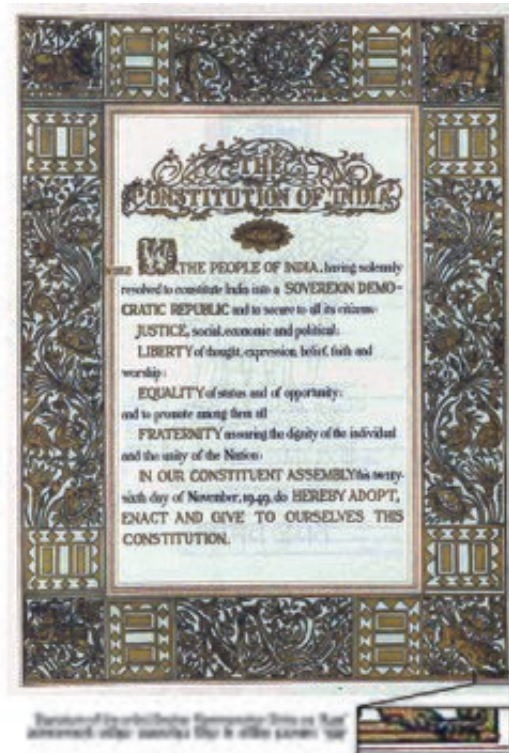 THE
CONSTITUTION OF INDIA
WE, THE PEOPLE OF INDIA, having solemnly
resolved to constitute India into a SOVEREIGN DEMO-
CRATIC REPUBLIC and to secure to all its citizens:
JUSTICE, social, economic and political;
LIBERTY of thought, expression, belief, faith and
worship;
EQUALITY of status and of opportunity;
and to promote among them all
FRATERNITY assuring the dignity of the individual
and the unity of the Nation;
IN OUR CONSTITUENT ASSEMBLY this twenty-
sixth day of November, 1949, do HEREBY ADOPT,
ENACT AND GIVE TO OURSELVES THIS
CONSTITUTION.